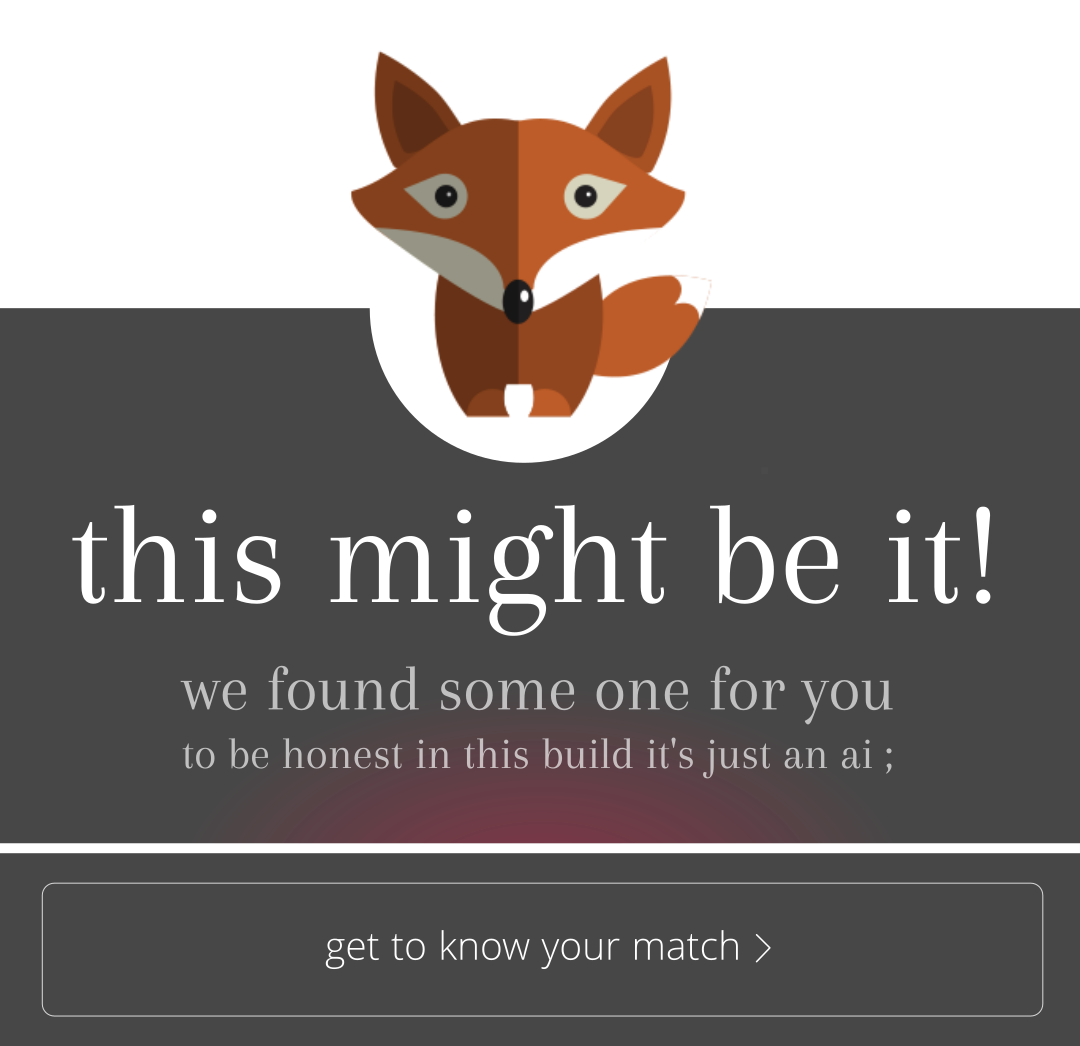 this might be it!
we found some one for you
to be honest in this build it's just an ai ;
get to know your match >